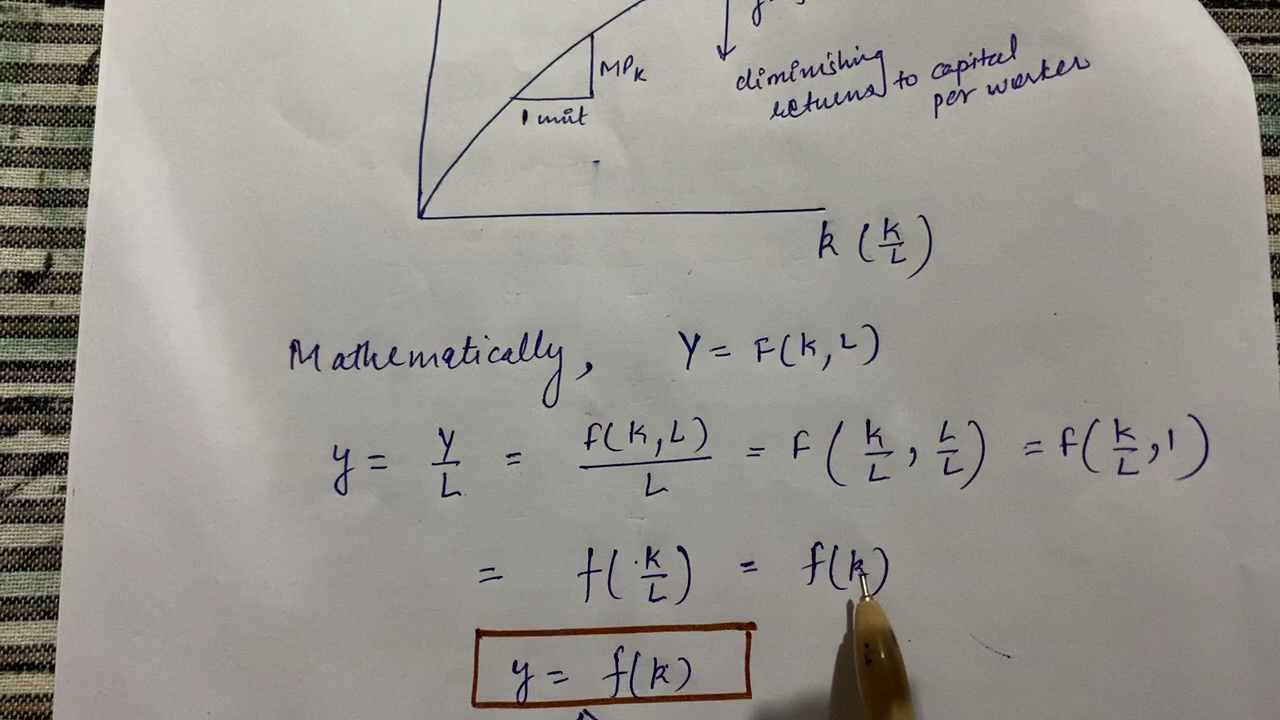 MPK
1 unit
diminishing
returns to capital
per worker
k (K/L)
Mathematically, Y = F(K, L)
y = Y/L = f(K, L)/L = F(K/L, L/L) = f(K/L, 1)
= f(K/L) = f(k)
y = f(k)